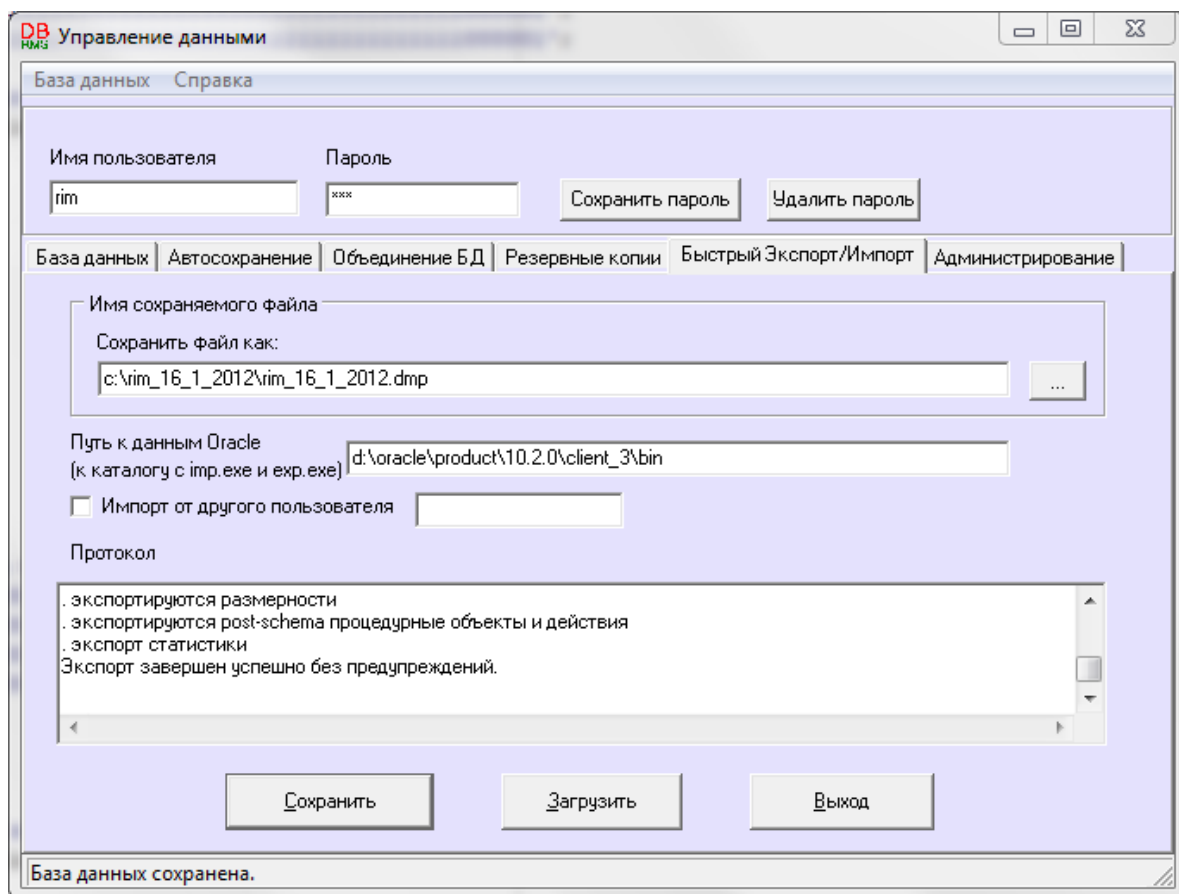 DB
RMS
Управление данными
База данных Справка
Имя пользователя Пароль
rim *** Сохранить пароль Удалить пароль
База данных Автосохранение Объединение БД Резервные копии Быстрый Экспорт/Импорт Администрирование
Имя сохраняемого файла
Сохранить файл как:
c:\rim_16_1_2012\rim_16_1_2012.dmp ...
Путь к данным Oracle
(к каталогу с imp.exe и exp.exe) d:\oracle\product\10.2.0\client_3\bin
Импорт от другого пользователя
Протокол
. экспортируются размерности
. экспортируются post-schema процедурные объекты и действия
. экспорт статистики
Экспорт завершен успешно без предупреждений.
Сохранить Загрузить Выход
База данных сохранена.